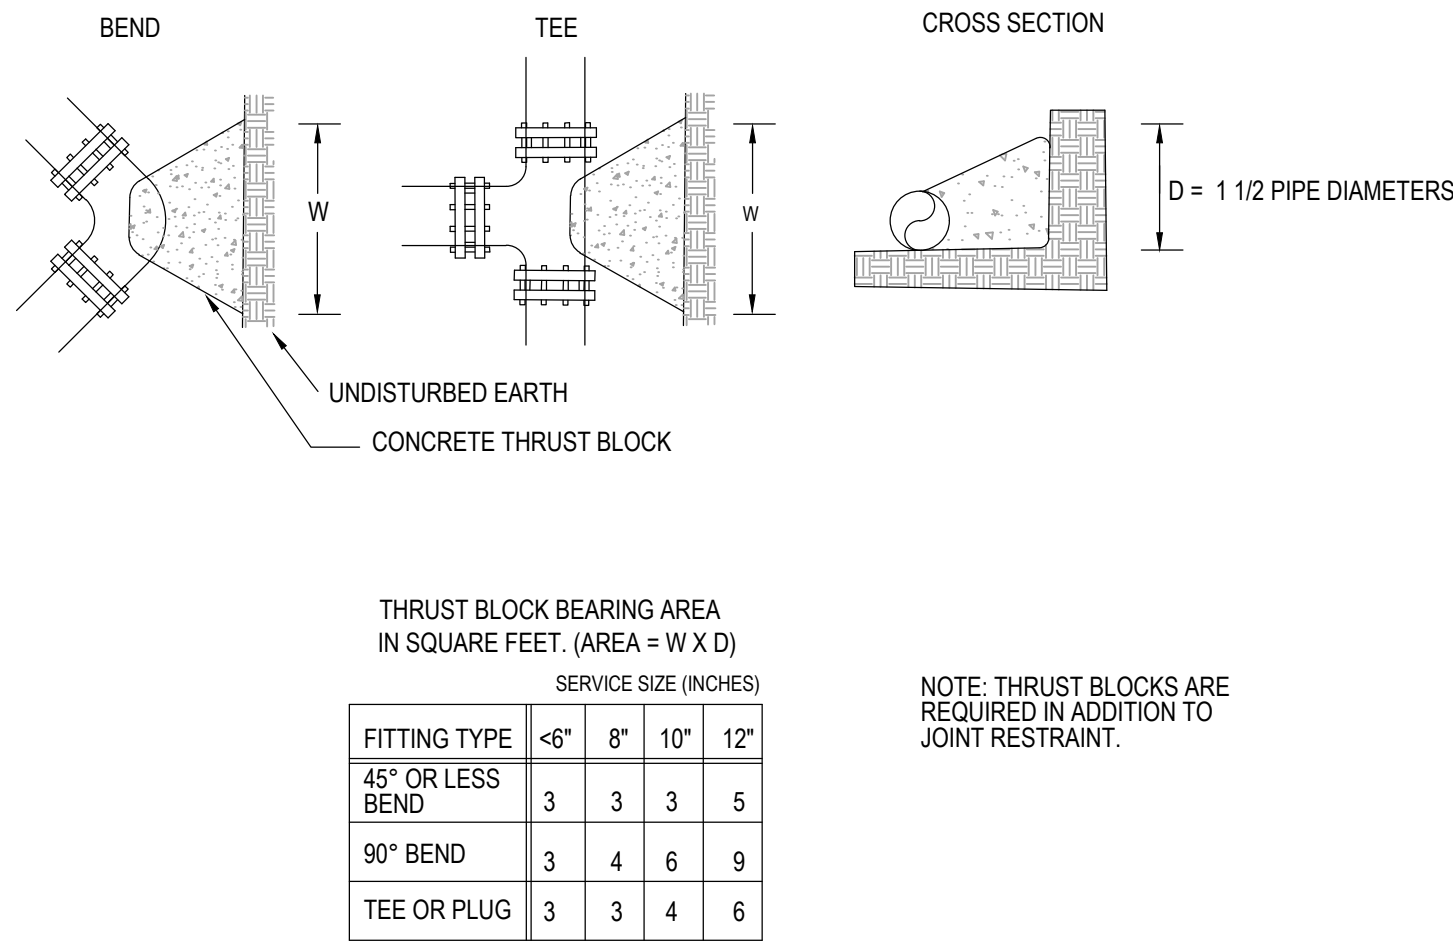 BEND
TEE
CROSS SECTION
W
W
D = 1 1/2 PIPE DIAMETERS
UNDISTURBED EARTH
CONCRETE THRUST BLOCK
THRUST BLOCK BEARING AREA
IN SQUARE FEET. (AREA = W X D)
SERVICE SIZE (INCHES)
FITTING TYPE <6" 8" 10" 12"
45° OR LESS
BEND 3 3 3 5
90° BEND 3 4 6 9
TEE OR PLUG 3 3 4 6
NOTE: THRUST BLOCKS ARE
REQUIRED IN ADDITION TO
JOINT RESTRAINT.